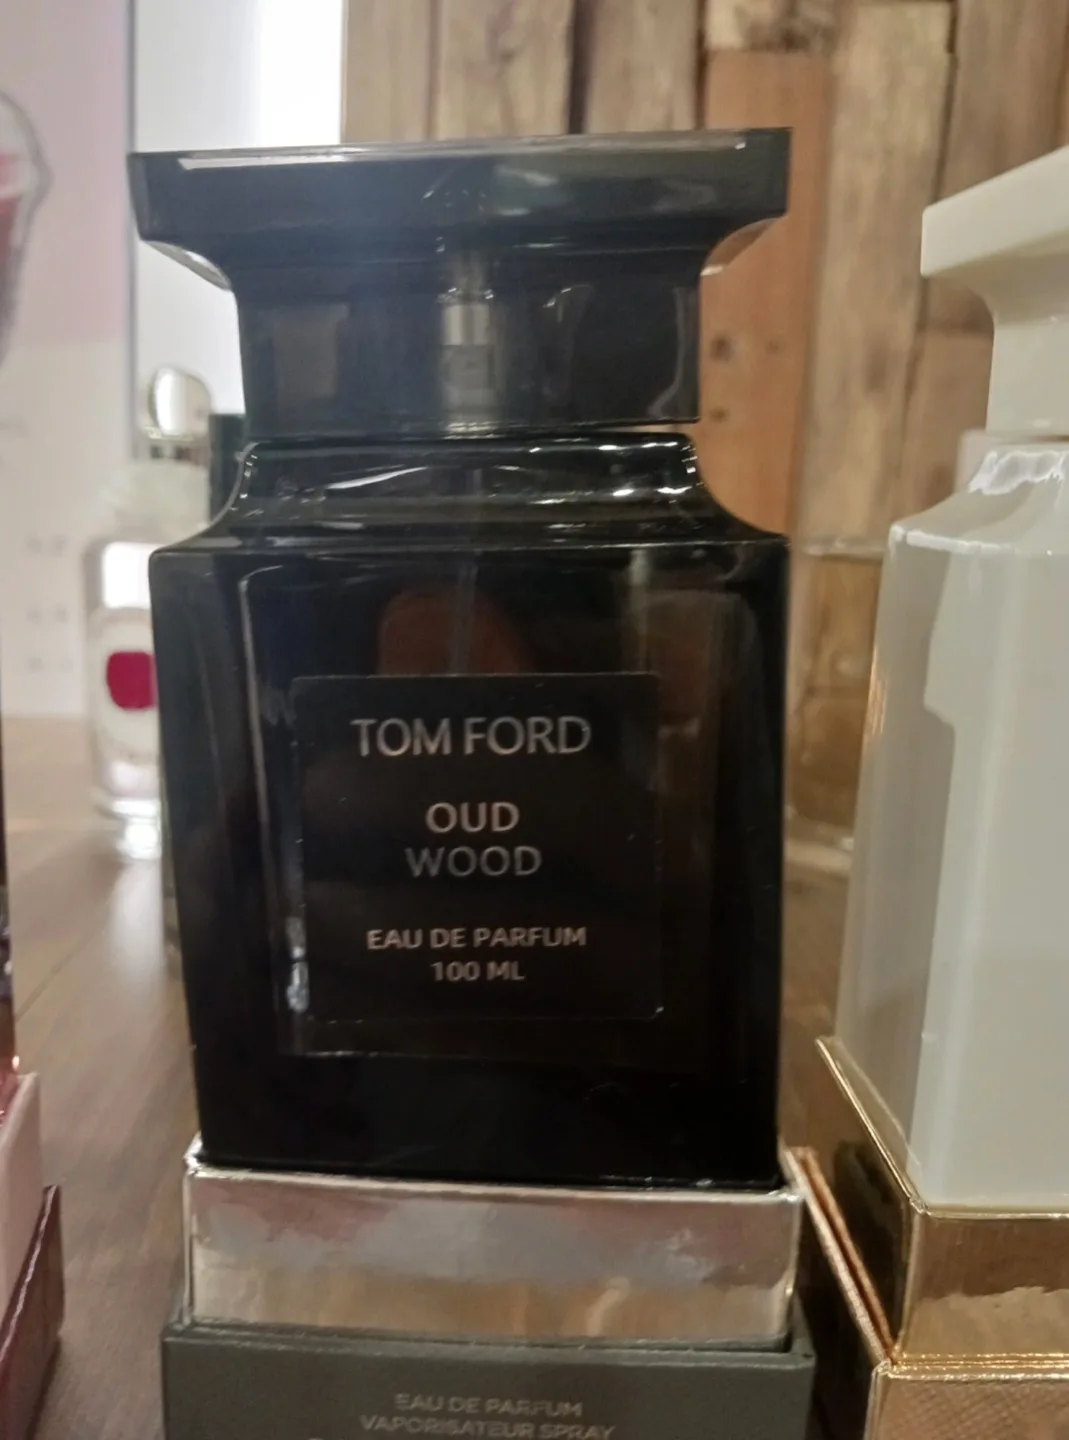 TOM FORD
OUD
WOOD
EAU DE PARFUM
100 ML
EAU DE PARFUM
VAPORISATEUR SPRAY